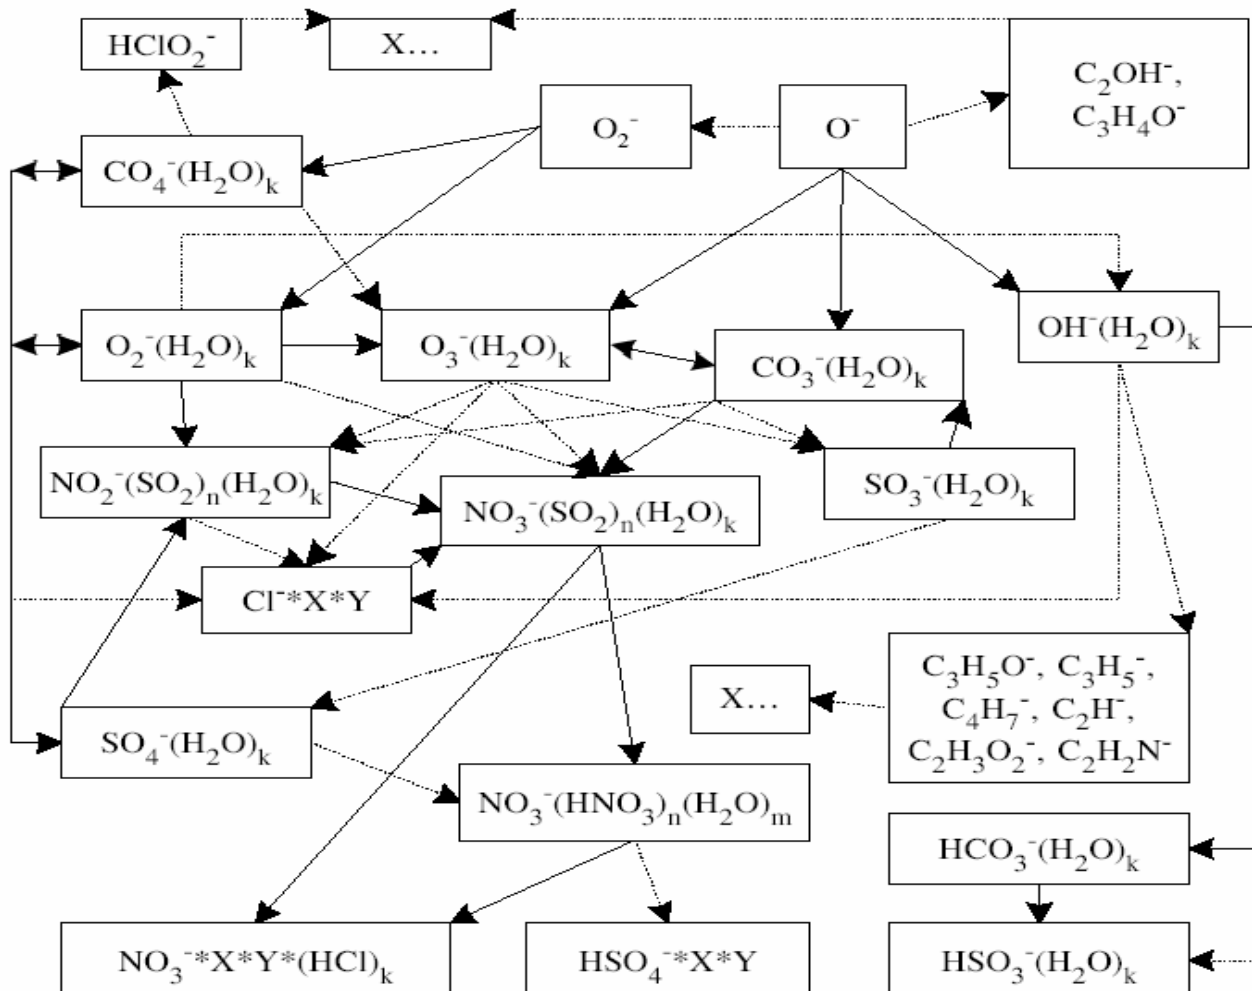 HClO₂⁻
X...
C₂OH⁻,
C₃H₄O⁻
O₂⁻
O⁻
CO₄⁻(H₂O)ₖ
O₂⁻(H₂O)ₖ
O₃⁻(H₂O)ₖ
OH⁻(H₂O)ₖ
CO₃⁻(H₂O)ₖ
NO₂⁻(SO₂)ₙ(H₂O)ₖ
NO₃⁻(SO₂)ₙ(H₂O)ₖ
SO₃⁻(H₂O)ₖ
Cl⁻*X*Y
X...
C₃H₅O⁻, C₃H₅⁻,
C₄H₇⁻, C₂H⁻,
C₂H₃O₂⁻, C₂H₂N⁻
SO₄⁻(H₂O)ₖ
NO₃⁻(HNO₃)ₙ(H₂O)ₘ
HCO₃⁻(H₂O)ₖ
NO₃⁻*X*Y*(HCl)ₖ
HSO₄⁻*X*Y
HSO₃⁻(H₂O)ₖ